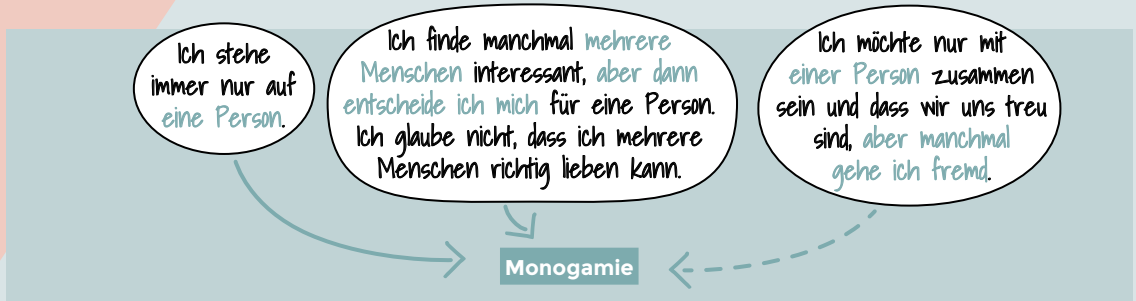 Ich stehe
immer nur auf
eine Person.
Ich finde manchmal mehrere
Menschen interessant, aber dann
entscheide ich mich für eine Person.
Ich glaube nicht, dass ich mehrere
Menschen richtig lieben kann.
Ich möchte nur mit
einer Person zusammen
sein und dass wir uns treu
sind, aber manchmal
gehe ich fremd.
Monogamie